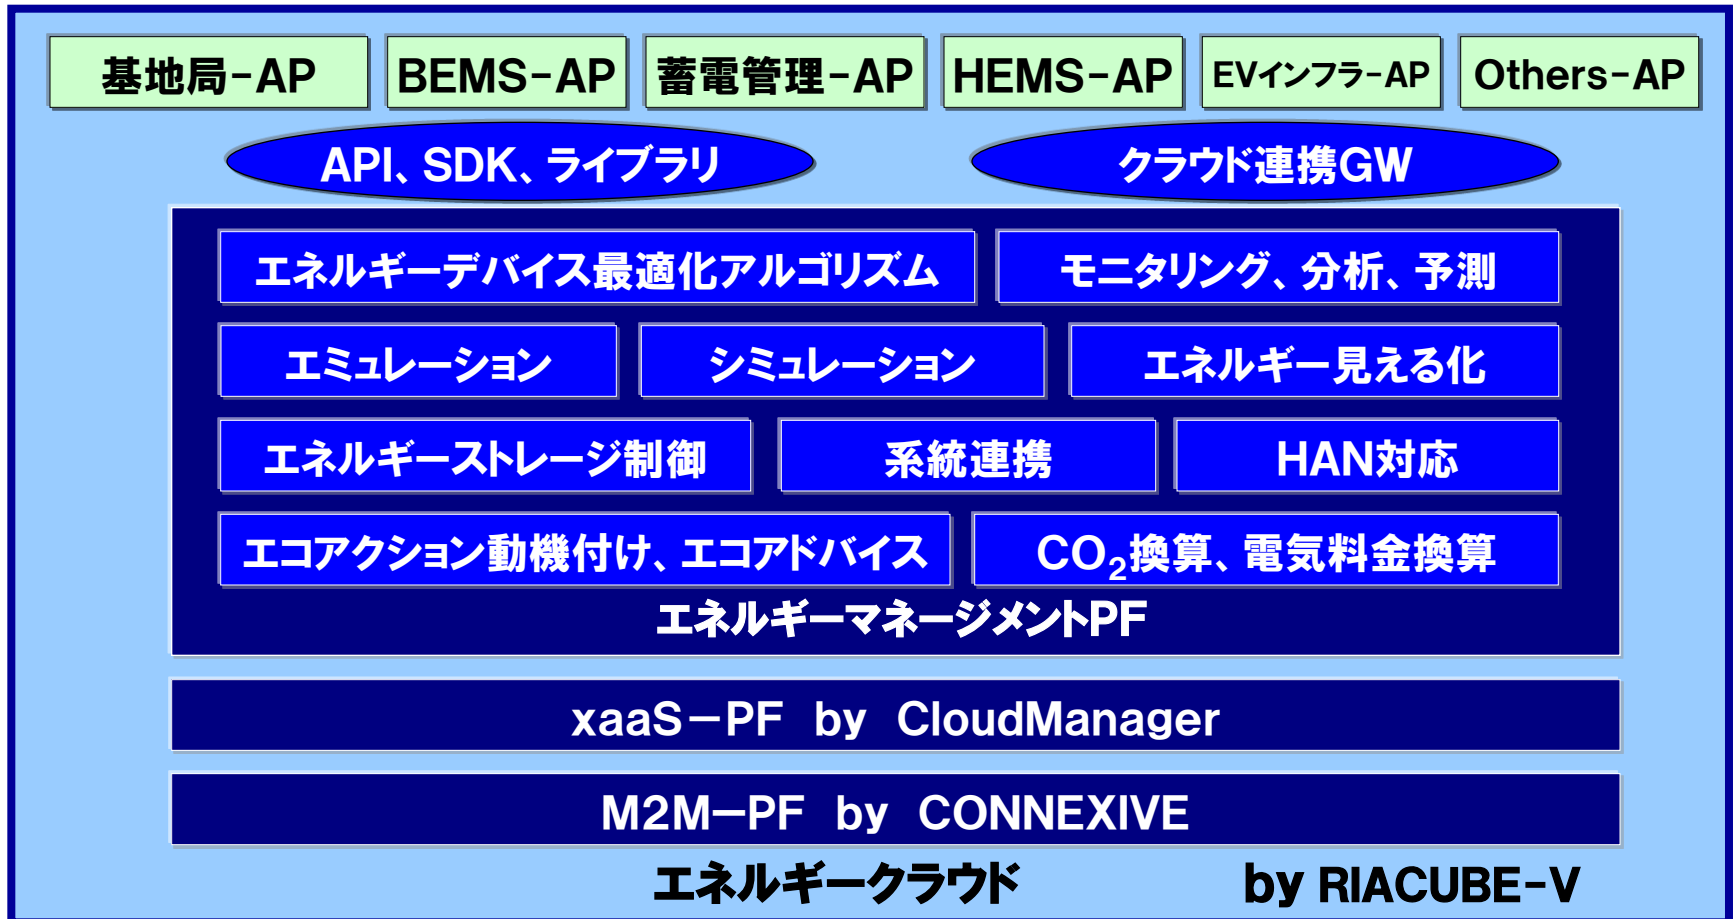 基地局-AP
BEMS-AP
蓄電管理-AP
HEMS-AP
EVインフラ-AP
Others-AP
API、SDK、ライブラリ
クラウド連携GW
エネルギーデバイス最適化アルゴリズム
モニタリング、分析、予測
エミュレーション
シミュレーション
エネルギー見える化
エネルギーストレージ制御
系統連携
HAN対応
エコアクション動機付け、エコアドバイス
CO₂換算、電気料金換算
エネルギーマネージメントPF
xaaS－PF by CloudManager
M2M－PF by CONNEXIVE
エネルギークラウド by RIACUBE-V